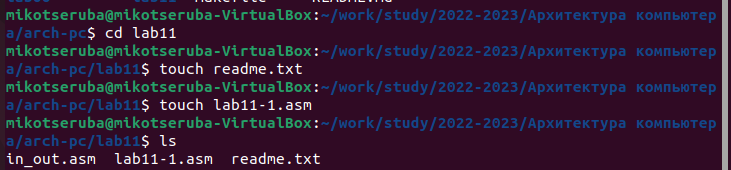 mikotseruba@mikotseruba-VirtualBox:~/work/study/2022-2023/Архитектура компьютер
а/arch-pc$ cd lab11
mikotseruba@mikotseruba-VirtualBox:~/work/study/2022-2023/Архитектура компьютер
а/arch-pc/lab11$ touch readme.txt
mikotseruba@mikotseruba-VirtualBox:~/work/study/2022-2023/Архитектура компьютер
а/arch-pc/lab11$ touch lab11-1.asm
mikotseruba@mikotseruba-VirtualBox:~/work/study/2022-2023/Архитектура компьютер
а/arch-pc/lab11$ ls
in_out.asm  lab11-1.asm  readme.txt